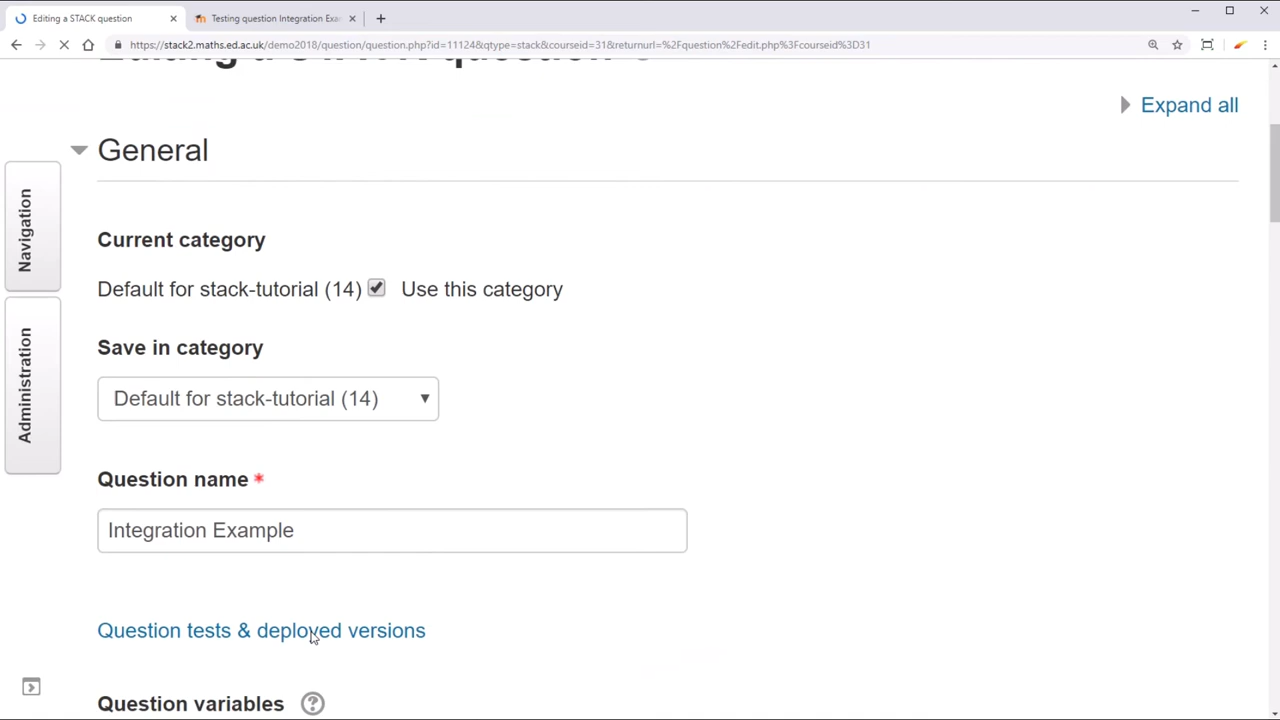 Editing a STACK question
Testing question Integration Exa
https://stack2.maths.ed.ac.uk/demo2018/question/question.php?id=11124&qtype=stack&courseid=31&returnurl=%2Fquestion%2Fedit.php%3Fcourseid%3D31
Editing a STACK question
Expand all
General
Navigation
Administration
Current category
Default for stack-tutorial (14) Use this category
Save in category
Default for stack-tutorial (14)
Question name *
Integration Example
Question tests & deployed versions
Question variables ?